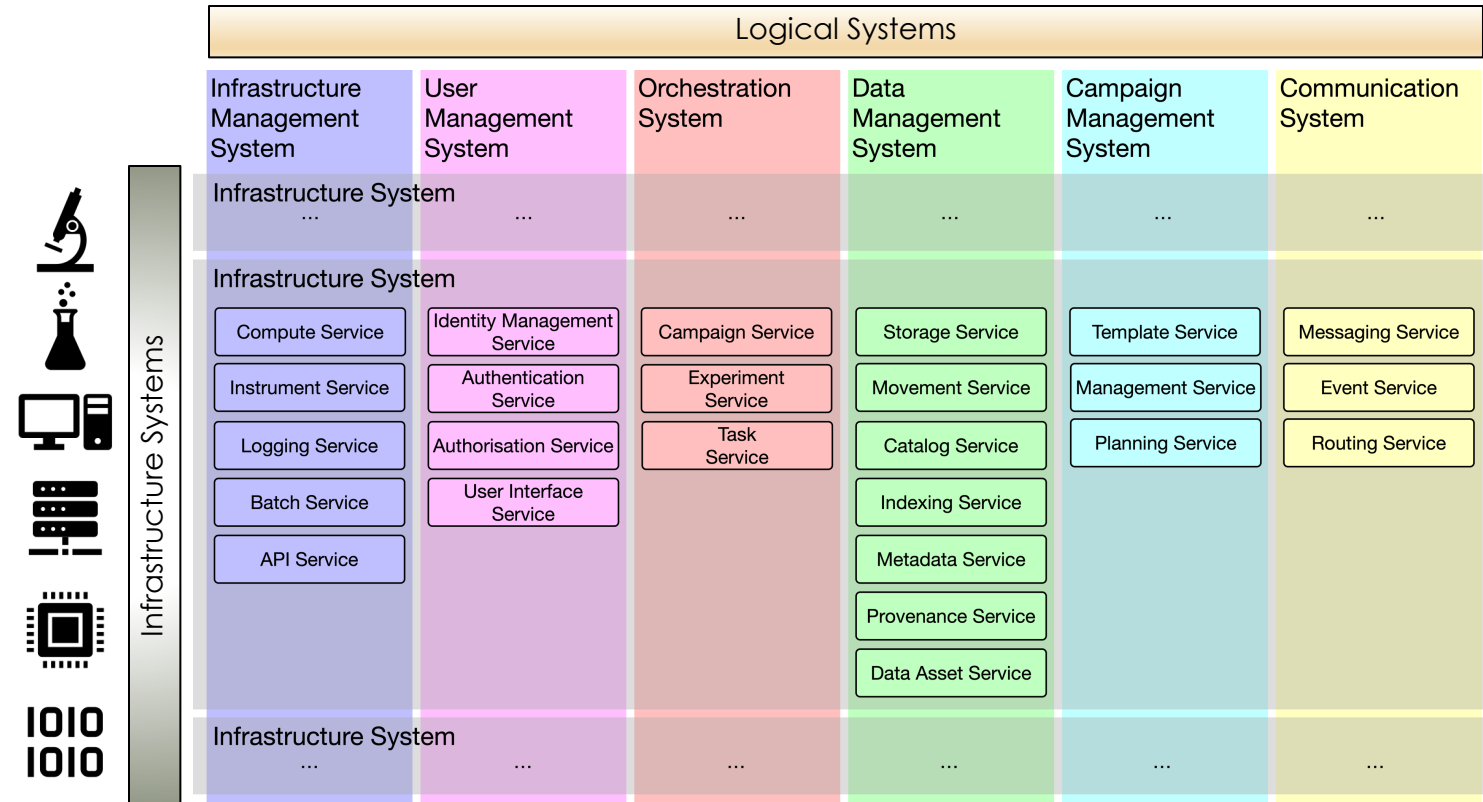 Logical Systems
Infrastructure
Management
System
User
Management
System
Orchestration
System
Data
Management
System
Campaign
Management
System
Communication
System
Infrastructure Systems
Infrastructure System
...
...
...
...
...
...
Infrastructure System
Compute Service
Instrument Service
Logging Service
Batch Service
API Service
Identity Management
Service
Authentication
Service
Authorisation Service
User Interface
Service
Campaign Service
Experiment
Service
Task
Service
Storage Service
Movement Service
Catalog Service
Indexing Service
Metadata Service
Provenance Service
Data Asset Service
Template Service
Management Service
Planning Service
Messaging Service
Event Service
Routing Service
Infrastructure System
...
...
...
...
...
...
IOIO
IOIO